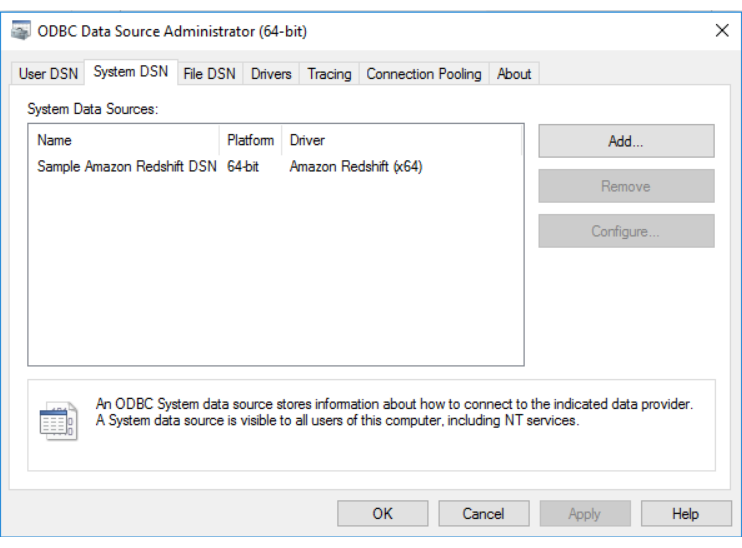 ODBC Data Source Administrator (64-bit)
User DSN System DSN File DSN Drivers Tracing Connection Pooling About
System Data Sources:
Name Platform Driver
Sample Amazon Redshift DSN 64-bit Amazon Redshift (x64)
Add...
Remove
Configure...
An ODBC System data source stores information about how to connect to the indicated data provider.
A System data source is visible to all users of this computer, including NT services.
OK Cancel Apply Help